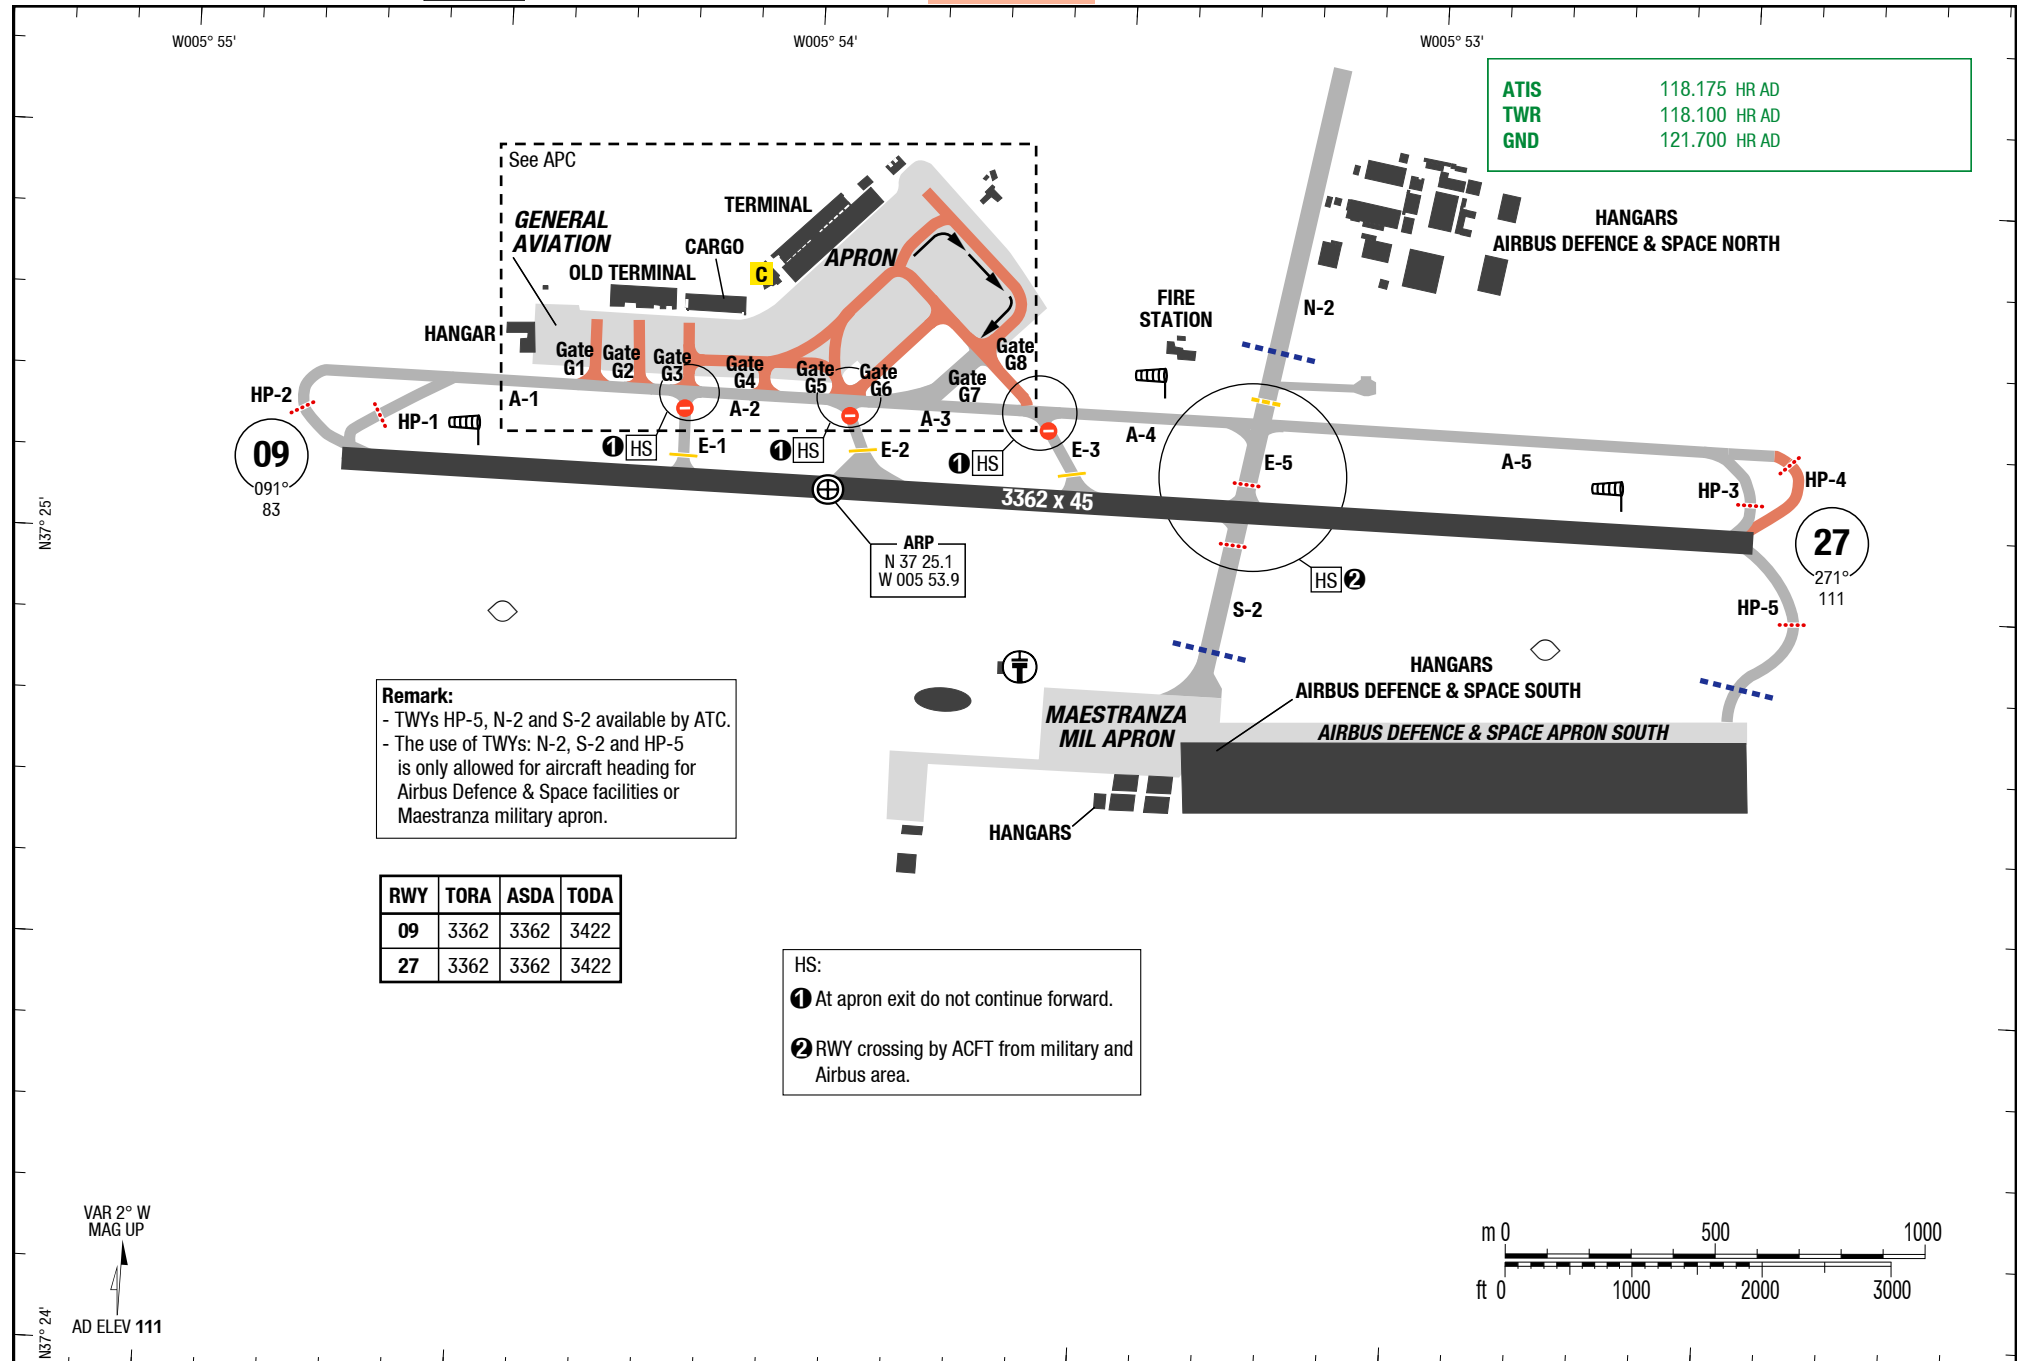 W005° 55'
W005° 54'
W005° 53'
ATIS 118.175 HR AD
TWR 118.100 HR AD
GND 121.700 HR AD
See APC
GENERAL
AVIATION
TERMINAL
CARGO
OLD TERMINAL
C
APRON
HANGAR
HANGARS
AIRBUS DEFENCE & SPACE NORTH
FIRE
STATION
N-2
Gate
G1
Gate
G2
Gate
G3
Gate
G4
Gate
G5
Gate
G6
Gate
G7
Gate
G8
HP-2
HP-1
A-1
A-2
A-3
A-4
A-5
09
091°
83
1 HS
E-1
1 HS
E-2
1 HS
E-3
E-5
HP-3
HP-4
3362 x 45
27
271°
111
N37° 25'
ARP
N 37 25.1
W 005 53.9
HS 2
S-2
HP-5
HANGARS
AIRBUS DEFENCE & SPACE SOUTH
MAESTRANZA
MIL APRON
AIRBUS DEFENCE & SPACE APRON SOUTH
HANGARS
Remark:
- TWYs HP-5, N-2 and S-2 available by ATC.
- The use of TWYs: N-2, S-2 and HP-5
is only allowed for aircraft heading for
Airbus Defence & Space facilities or
Maestranza military apron.
RWY TORA ASDA TODA
09 3362 3362 3422
27 3362 3362 3422
HS:
1 At apron exit do not continue forward.
2 RWY crossing by ACFT from military and
Airbus area.
VAR 2° W
MAG UP
AD ELEV 111
N37° 24'
m 0 500 1000
ft 0 1000 2000 3000